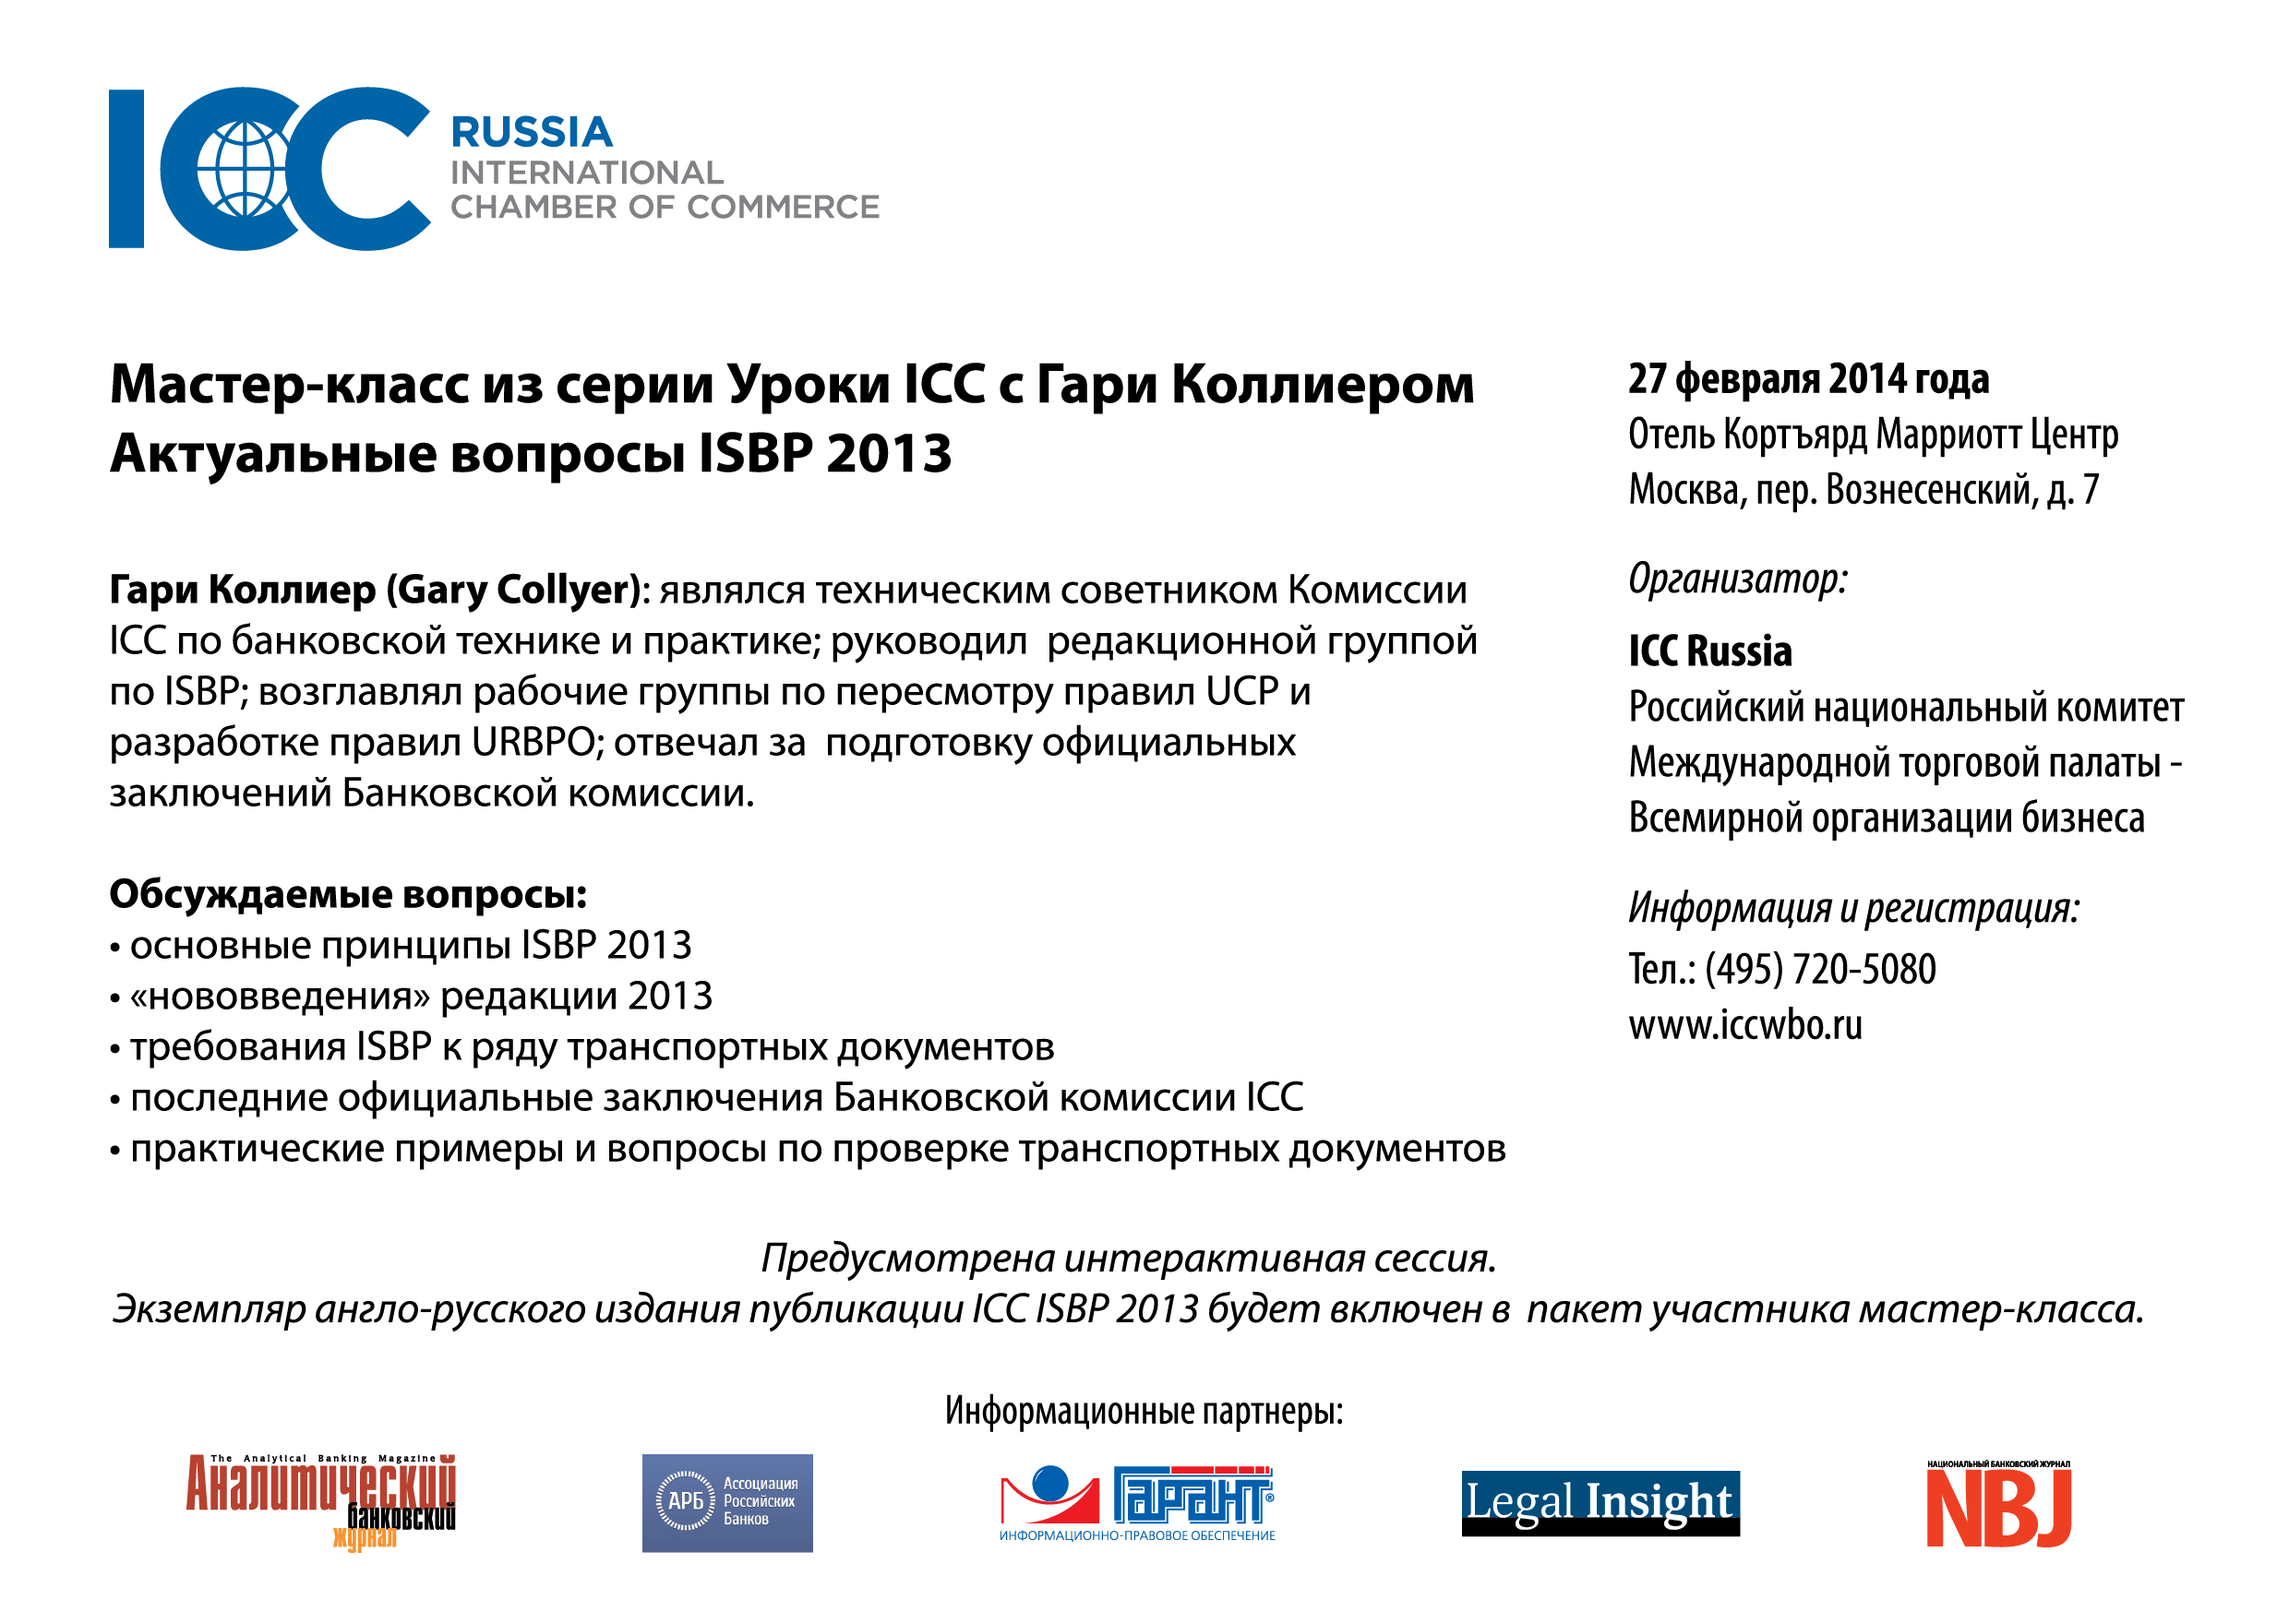 ICC
RUSSIA
INTERNATIONAL
CHAMBER OF COMMERCE
Мастер-класс из серии Уроки ICC с Гари Коллиером
Актуальные вопросы ISBP 2013
Гари Коллиер (Gary Collyer): являлся техническим советником Комиссии
ICC по банковской технике и практике; руководил редакционной группой
по ISBP; возглавлял рабочие группы по пересмотру правил UCP и
разработке правил URBPO; отвечал за подготовку официальных
заключений Банковской комиссии.
Обсуждаемые вопросы:
• основные принципы ISBP 2013
• «нововведения» редакции 2013
• требования ISBP к ряду транспортных документов
• последние официальные заключения Банковской комиссии ICC
• практические примеры и вопросы по проверке транспортных документов
27 февраля 2014 года
Отель Кортъярд Марриотт Центр
Москва, пер. Вознесенский, д. 7
Организатор:
ICC Russia
Российский национальный комитет
Международной торговой палаты -
Всемирной организации бизнеса
Информация и регистрация:
Тел.: (495) 720-5080
www.iccwbo.ru
Предусмотрена интерактивная сессия.
Экземпляр англо-русского издания публикации ICC ISBP 2013 будет включен в пакет участника мастер-класса.
Информационные партнеры:
The Analytical Banking Magazine
Аналитический
банковский
журнал
АРБ
Ассоциация
Российских
Банков
Гарант®
ИНФОРМАЦИОННО-ПРАВОВОЕ ОБЕСПЕЧЕНИЕ
Legal Insight
НАЦИОНАЛЬНЫЙ БАНКОВСКИЙ ЖУРНАЛ
NBJ